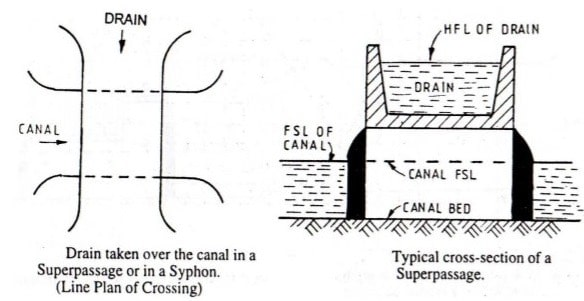 DRAIN
CANAL
Drain taken over the canal in a
Superpassage or in a Syphon.
(Line Plan of Crossing)
HFL OF DRAIN
DRAIN
FSL OF
CANAL
CANAL FSL
CANAL BED
Typical cross-section of a
Superpassage.